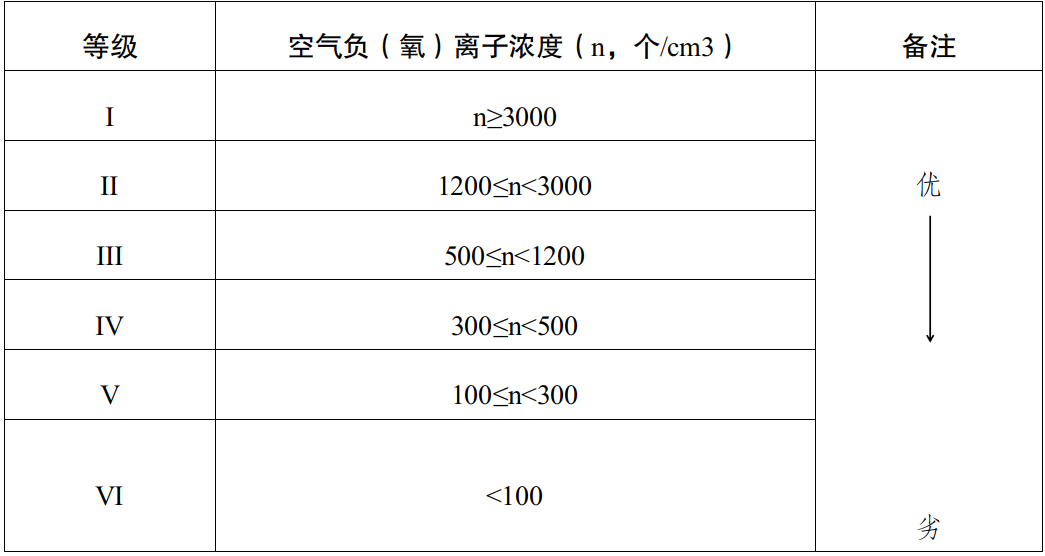 等级 空气负（氧）离子浓度（n，个/cm3） 备注
I n≥3000
II 1200≤n<3000 优
III 500≤n<1200
IV 300≤n<500
V 100≤n<300
VI <100
劣